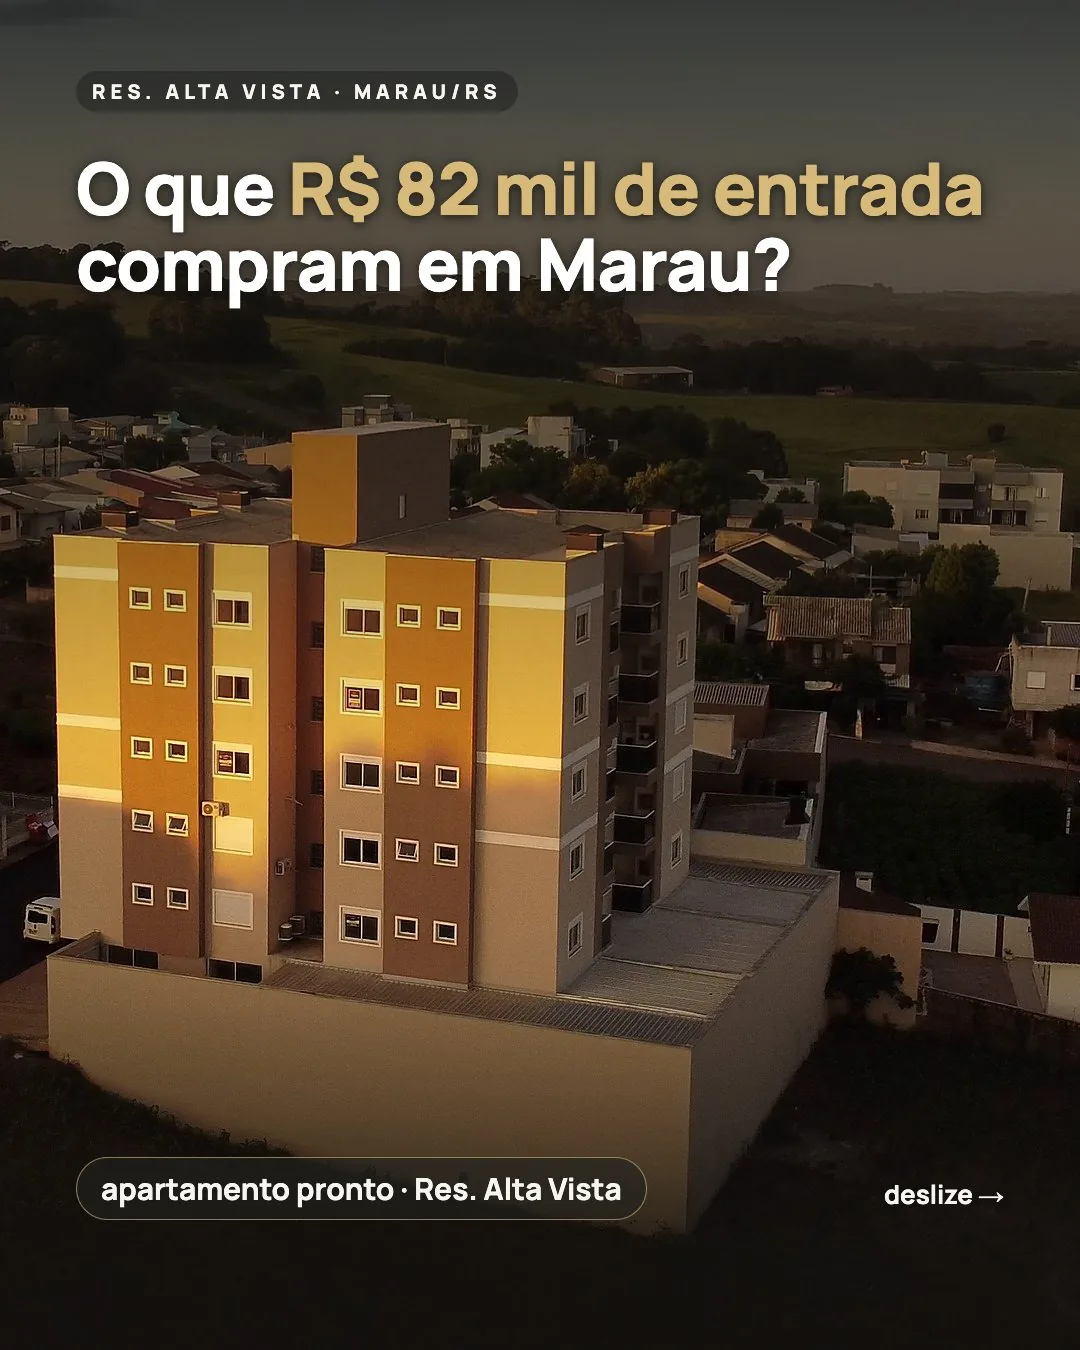 RES. ALTA VISTA · MARAU/RS
O que R$ 82 mil de entrada
compram em Marau?
apartamento pronto · Res. Alta Vista
deslize →